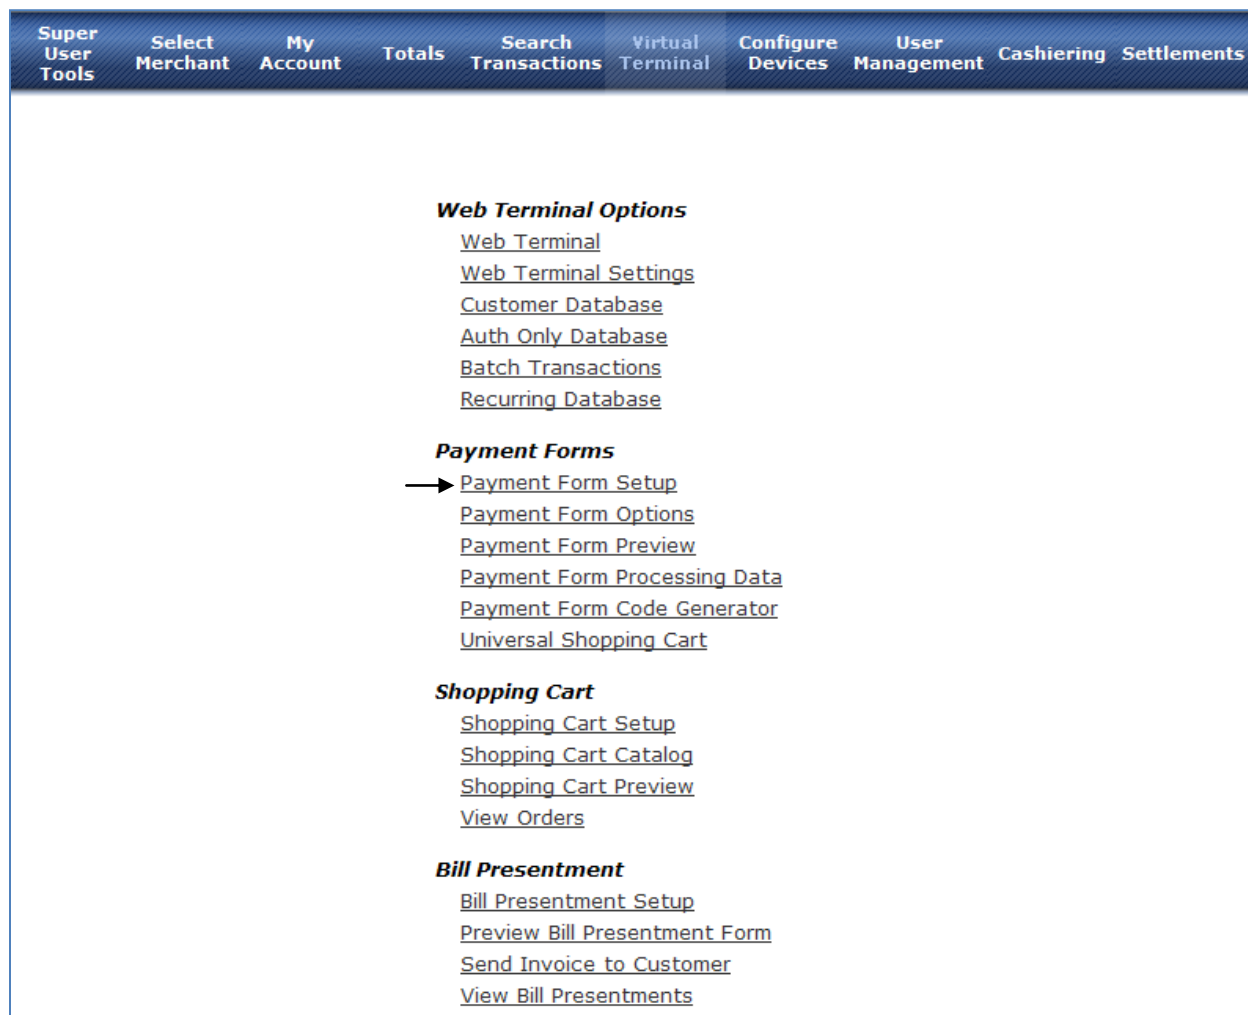 Super User Tools
Select Merchant
My Account
Totals
Search Transactions
Virtual Terminal
Configure Devices
User Management
Cashiering
Settlements
Web Terminal Options
Web Terminal
Web Terminal Settings
Customer Database
Auth Only Database
Batch Transactions
Recurring Database
Payment Forms
Payment Form Setup
Payment Form Options
Payment Form Preview
Payment Form Processing Data
Payment Form Code Generator
Universal Shopping Cart
Shopping Cart
Shopping Cart Setup
Shopping Cart Catalog
Shopping Cart Preview
View Orders
Bill Presentment
Bill Presentment Setup
Preview Bill Presentment Form
Send Invoice to Customer
View Bill Presentments